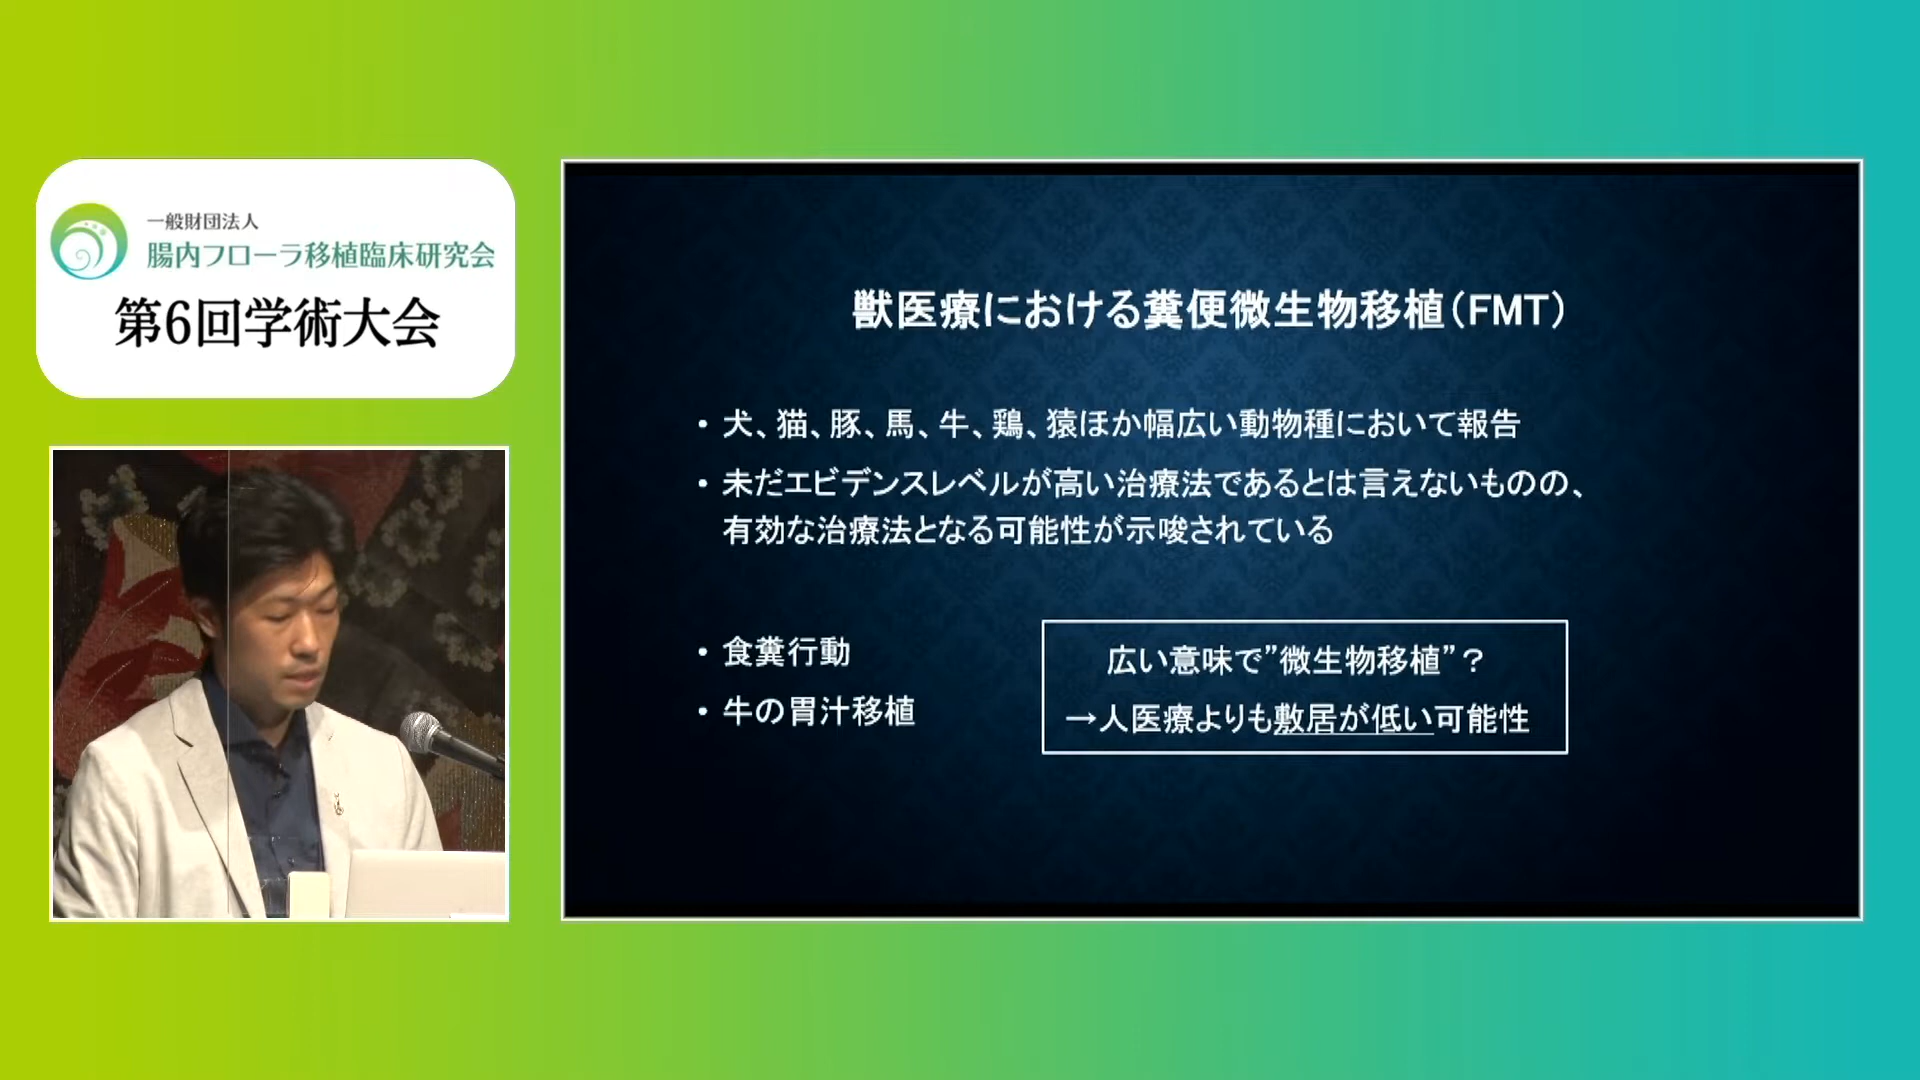 一般財団法人
腸内フローラ移植臨床研究会
第6回学術大会
獣医療における糞便微生物移植（FMT）
• 犬、猫、豚、馬、牛、鶏、猿ほか幅広い動物種において報告
• 未だエビデンスレベルが高い治療法であるとは言えないものの、
有効な治療法となる可能性が示唆されている
• 食糞行動
• 牛の胃汁移植
広い意味で”微生物移植”？
→人医療よりも敷居が低い可能性